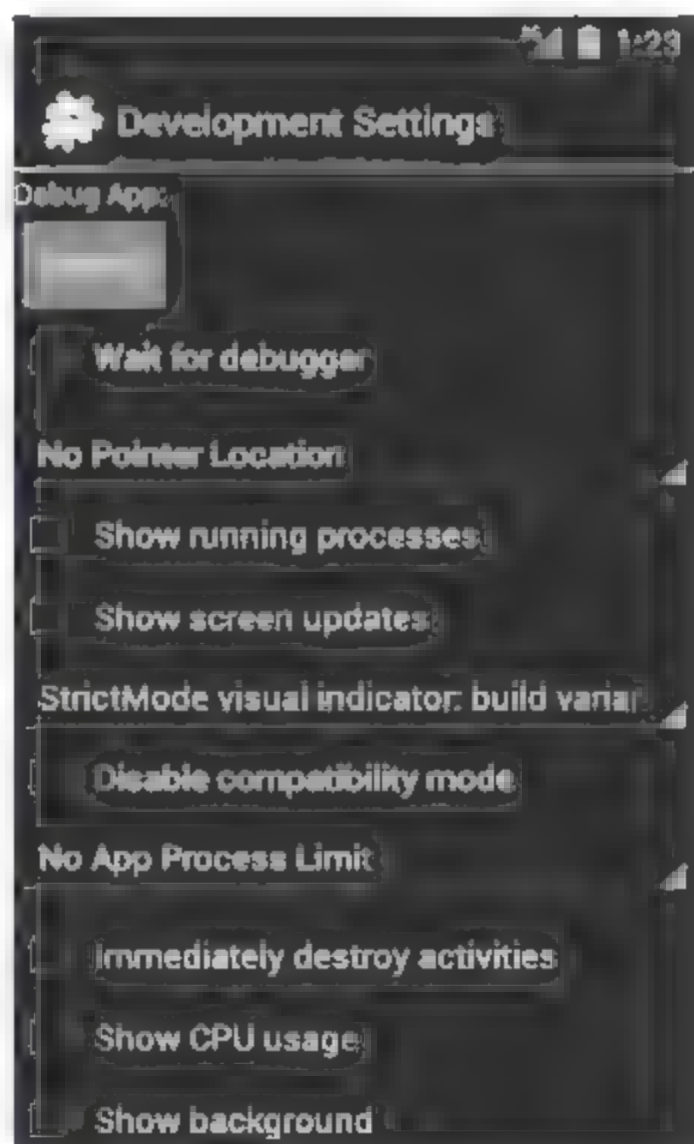 1:23
Development Settings
Debug App:
Wait for debugger
No Pointer Location
Show running processes
Show screen updates
StrictMode visual indicator: build varian
Disable compatibility mode
No App Process Limit
Immediately destroy activities
Show CPU usage
Show background